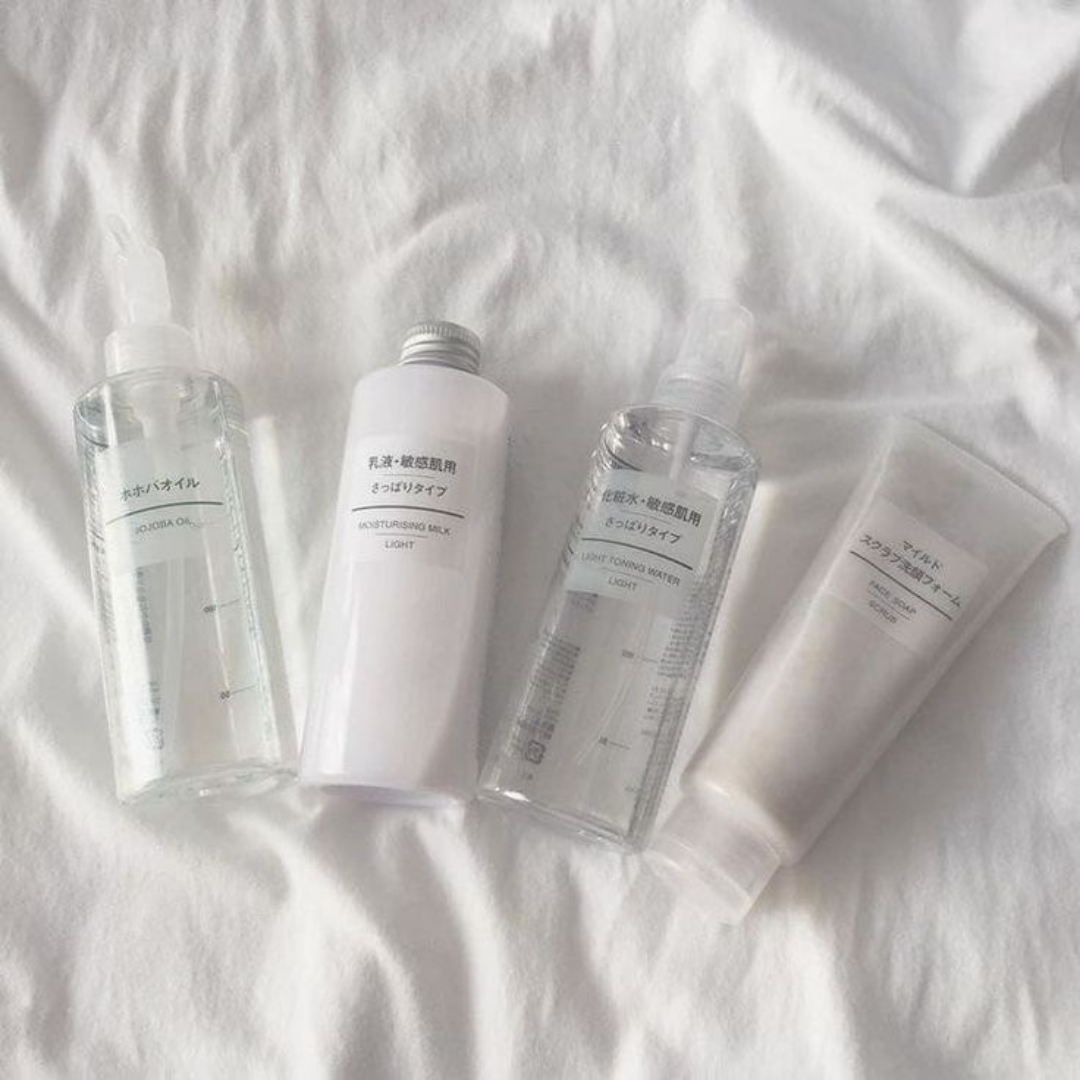 ホホバオイル
JOJOBA OIL
100
50
乳液・敏感肌用
さっぱりタイプ
MOISTURISING MILK
LIGHT
化粧水・敏感肌用
さっぱりタイプ
LIGHT TONING WATER
LIGHT
マイルド
スクラブ洗顔フォーム
FACE SOAP
SCRUB